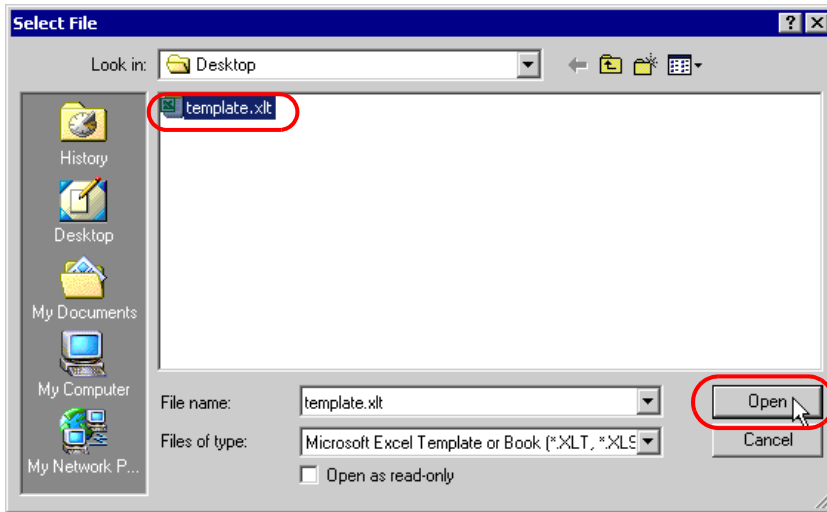 Select File
Look in: Desktop
template.xlt
History
Desktop
My Documents
My Computer
My Network P...
File name: template.xlt
Open
Files of type: Microsoft Excel Template or Book (*.XLT, *.XLS
Cancel
Open as read-only